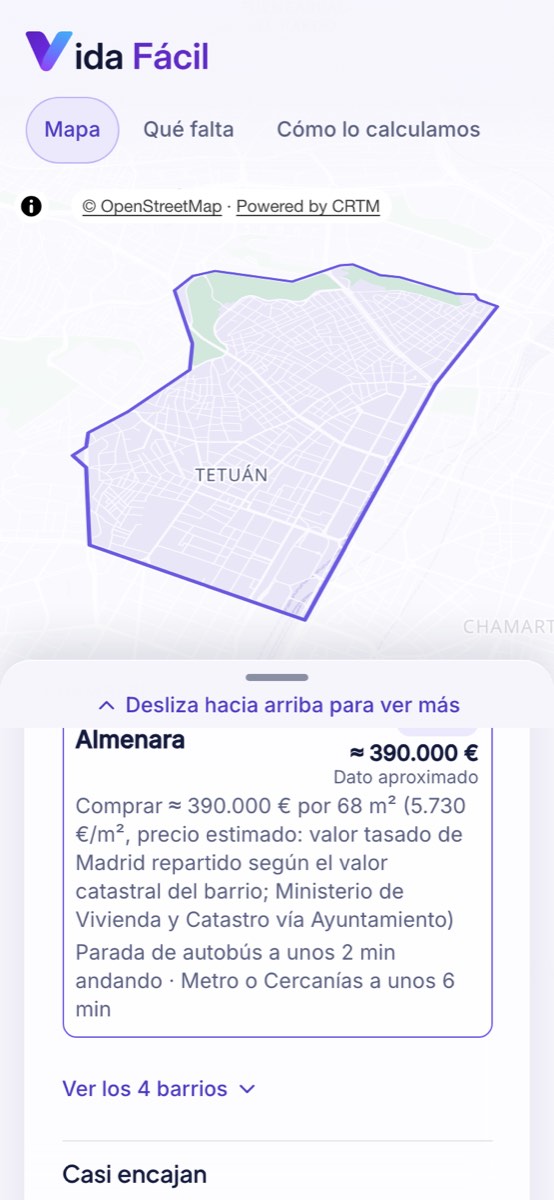 Vida Fácil
Mapa
Qué falta
Cómo lo calculamos
© OpenStreetMap · Powered by CRTM
TETUÁN
CHAMART
Desliza hacia arriba para ver más
Almenara
≈ 390.000 €
Dato aproximado
Comprar ≈ 390.000 € por 68 m² (5.730
€/m², precio estimado: valor tasado de
Madrid repartido según el valor
catastral del barrio; Ministerio de
Vivienda y Catastro vía Ayuntamiento)
Parada de autobús a unos 2 min
andando · Metro o Cercanías a unos 6
min
Ver los 4 barrios
Casi encajan